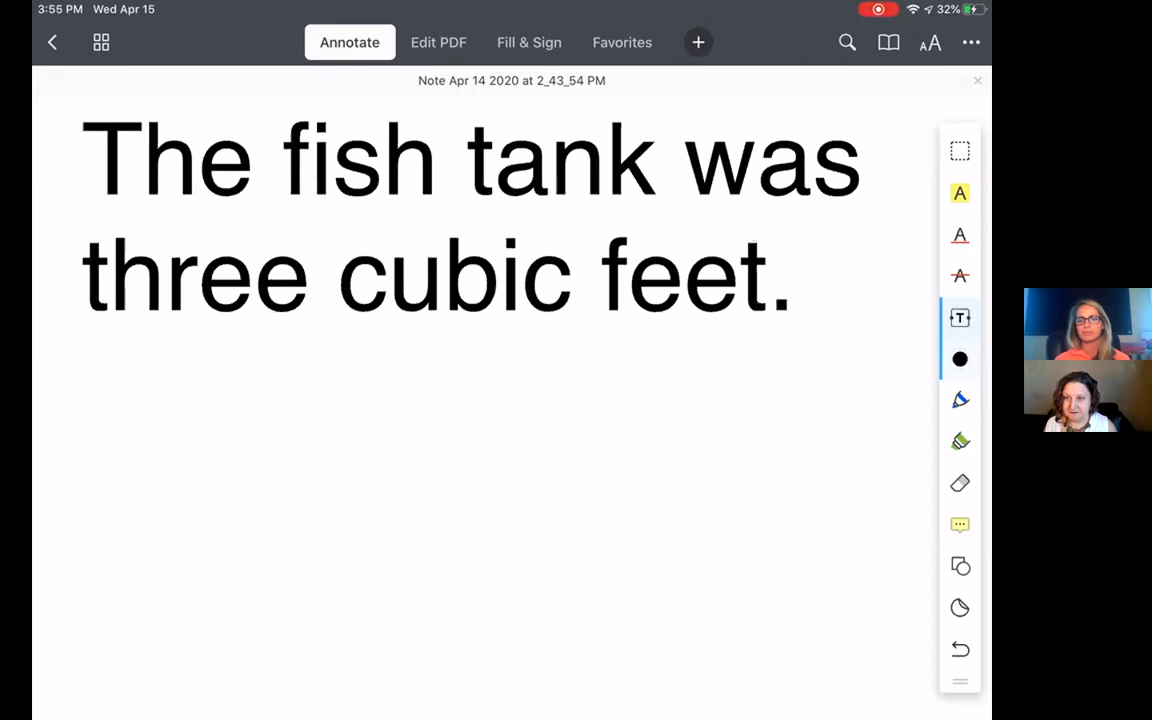 3:55 PM Wed Apr 15
32%
Annotate
Edit PDF
Fill & Sign
Favorites
AA
Note Apr 14 2020 at 2_43_54 PM
The fish tank was
three cubic feet.
A
A
A
T